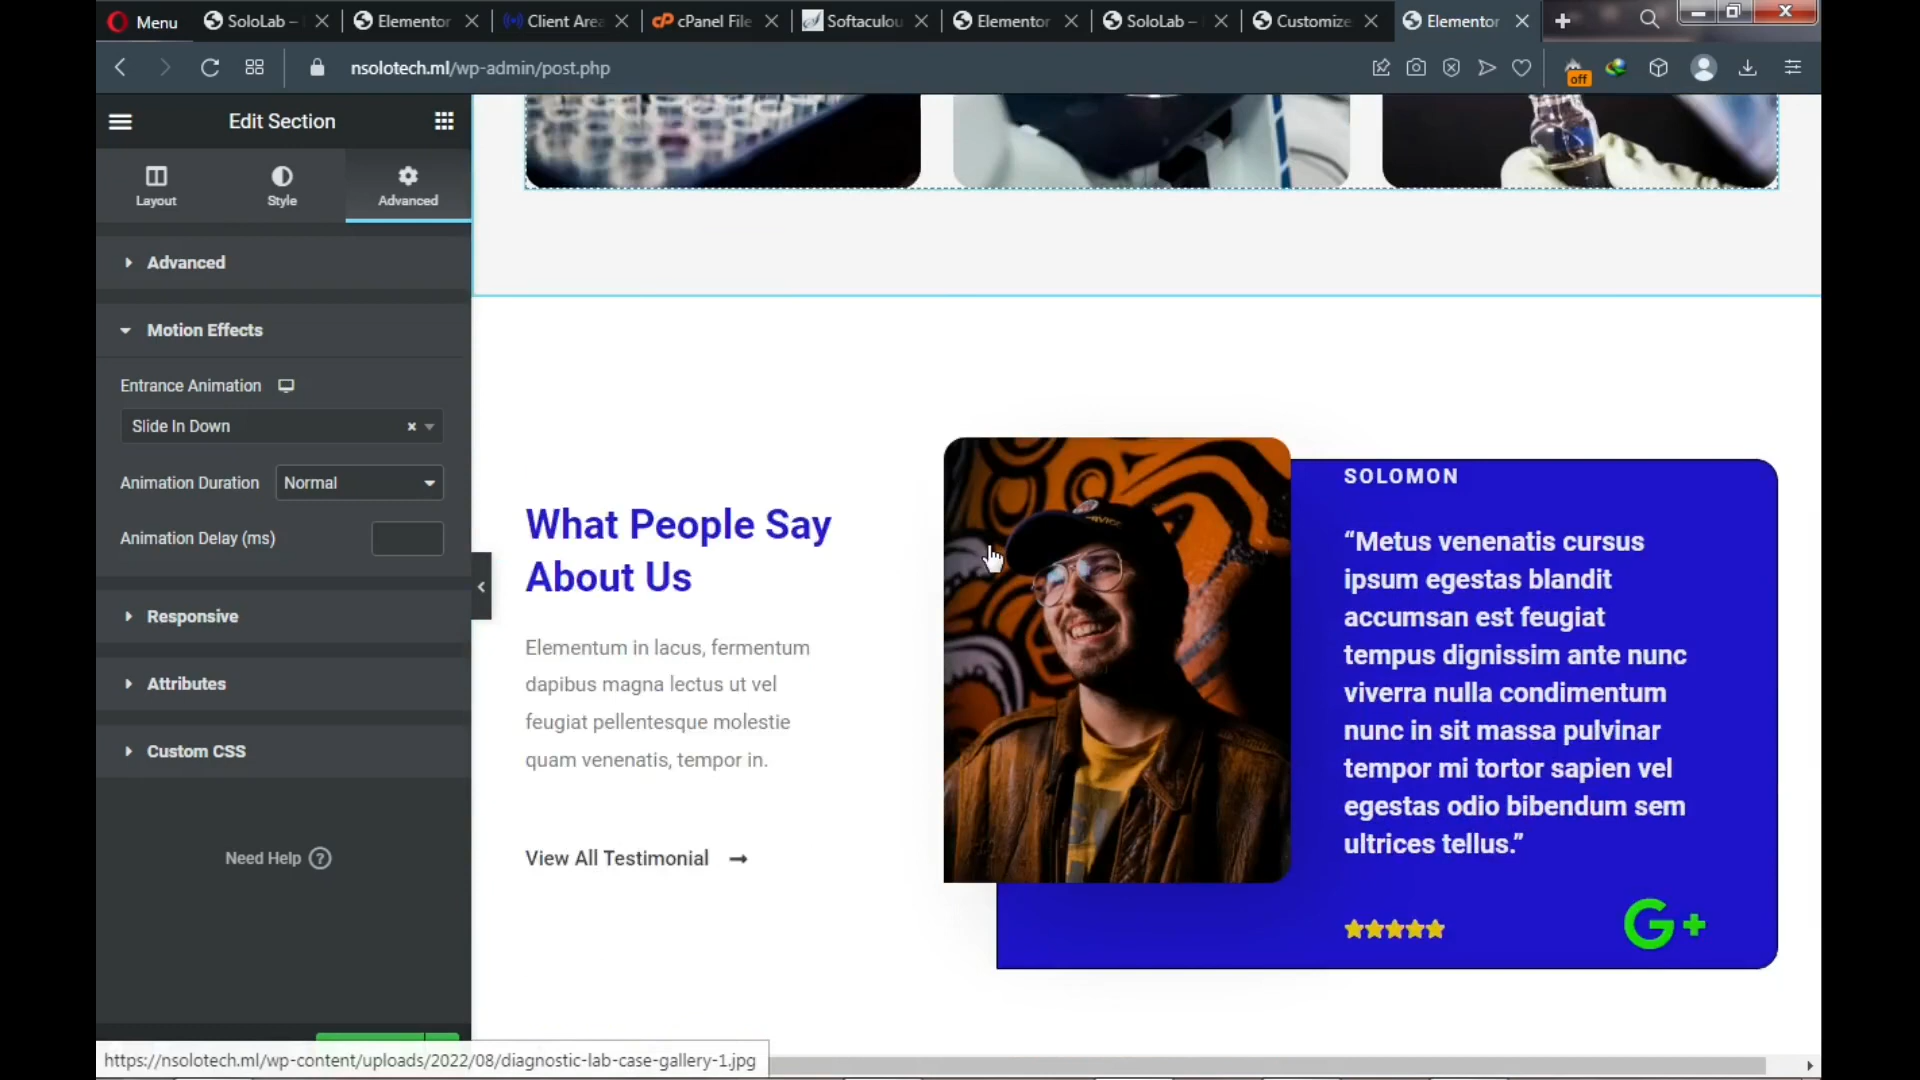 Menu
SoloLab –
Elementor
Client Area
cPanel File
Softaculou
Elementor
SoloLab –
Customize
Elementor
nsolotech.ml/wp-admin/post.php
off
Edit Section
Layout
Style
Advanced
Advanced
Motion Effects
Entrance Animation
Slide In Down
Animation Duration
Normal
Animation Delay (ms)
Responsive
Attributes
Custom CSS
Need Help
What People Say
About Us
Elementum in lacus, fermentum
dapibus magna lectus ut vel
feugiat pellentesque molestie
quam venenatis, tempor in.
View All Testimonial
SOLOMON
“Metus venenatis cursus
ipsum egestas blandit
accumsan est feugiat
tempus dignissim ante nunc
viverra nulla condimentum
nunc in sit massa pulvinar
tempor mi tortor sapien vel
egestas odio bibendum sem
ultrices tellus.”
G+
https://nsolotech.ml/wp-content/uploads/2022/08/diagnostic-lab-case-gallery-1.jpg